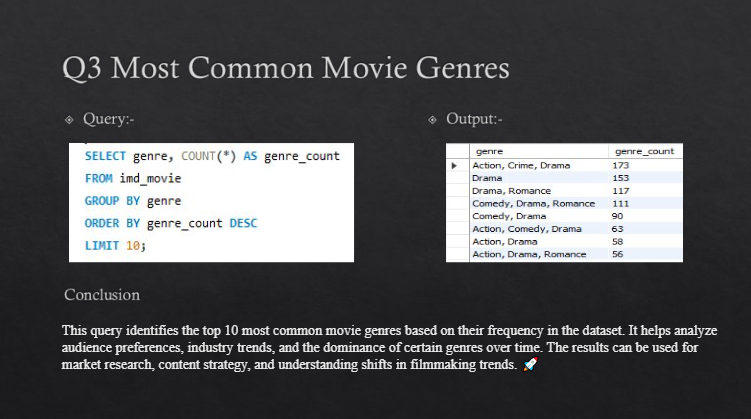 Q3 Most Common Movie Genres
Query:-
SELECT genre, COUNT(*) AS genre_count
FROM imd_movie
GROUP BY genre
ORDER BY genre_count DESC
LIMIT 10;
Output:-
genre genre_count
Action, Crime, Drama 173
Drama 153
Drama, Romance 117
Comedy, Drama, Romance 111
Comedy, Drama 90
Action, Comedy, Drama 63
Action, Drama 58
Action, Drama, Romance 56
Conclusion
This query identifies the top 10 most common movie genres based on their frequency in the dataset. It helps analyze
audience preferences, industry trends, and the dominance of certain genres over time. The results can be used for
market research, content strategy, and understanding shifts in filmmaking trends. 🚀